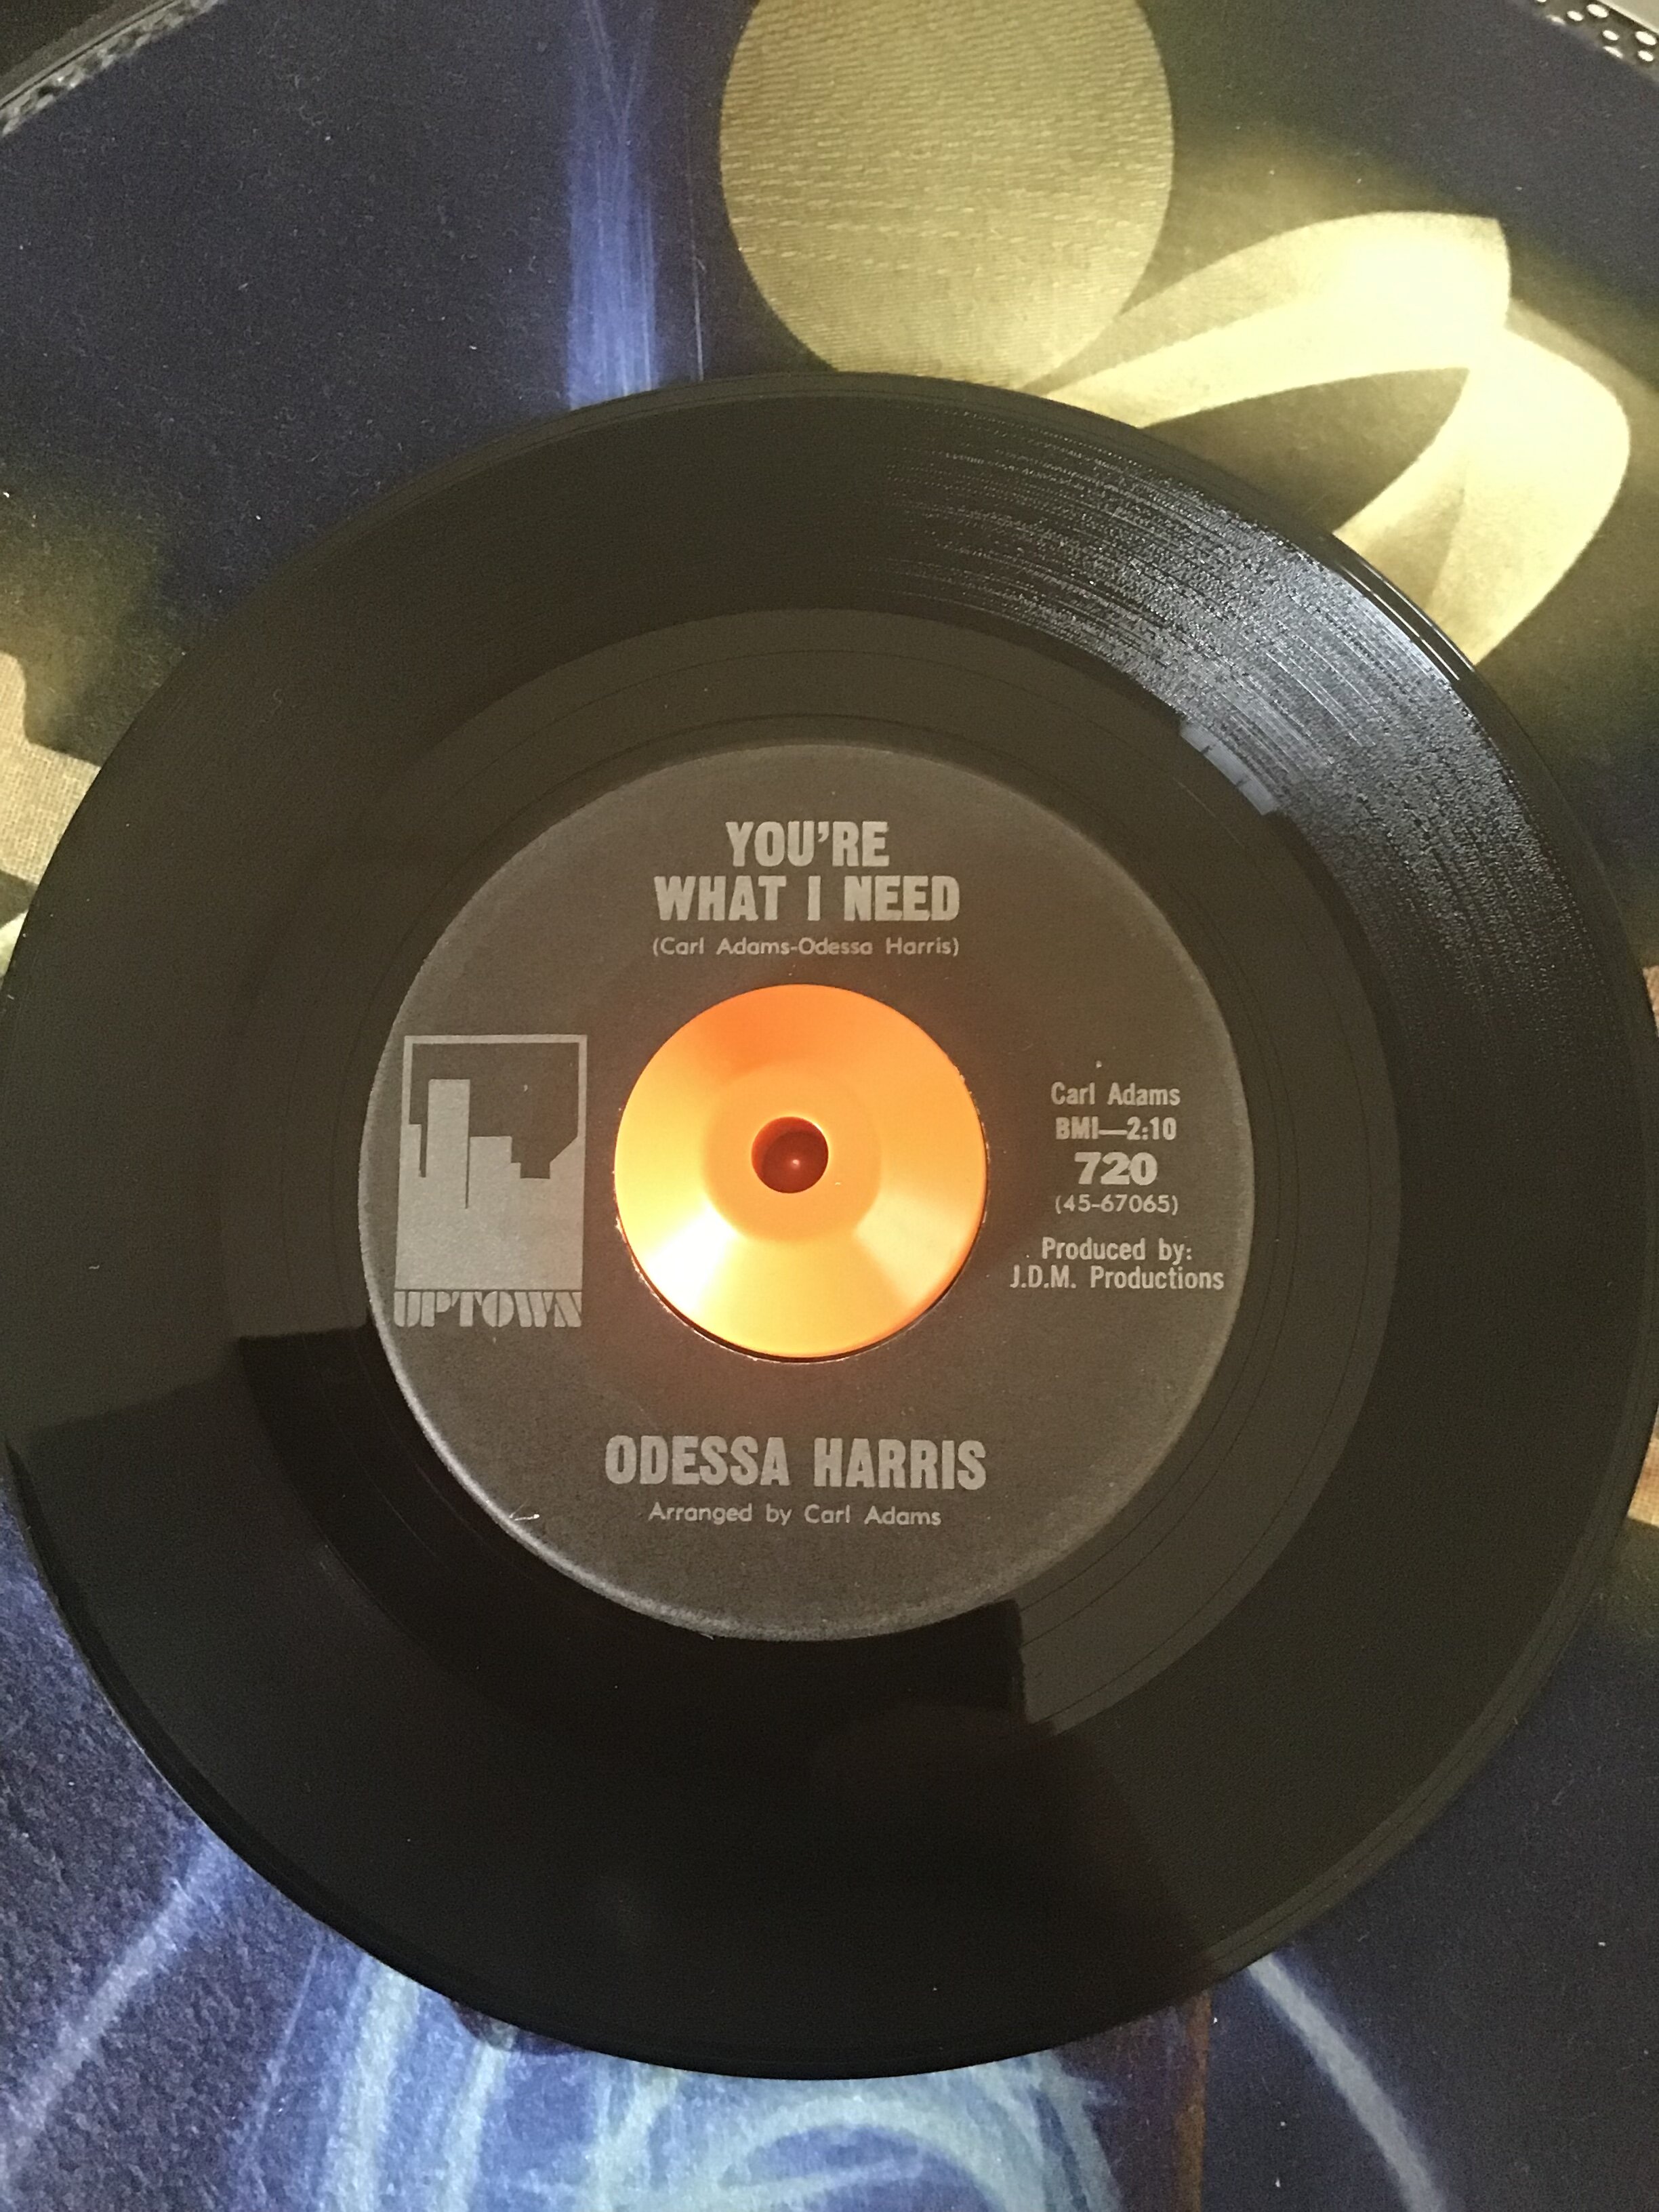 YOU'RE
WHAT I NEED
(Carl Adams-Odessa Harris)
UPTOWN
Carl Adams
BMI—2:10
720
(45-67065)
Produced by:
J.D.M. Productions
ODESSA HARRIS
Arranged by Carl Adams